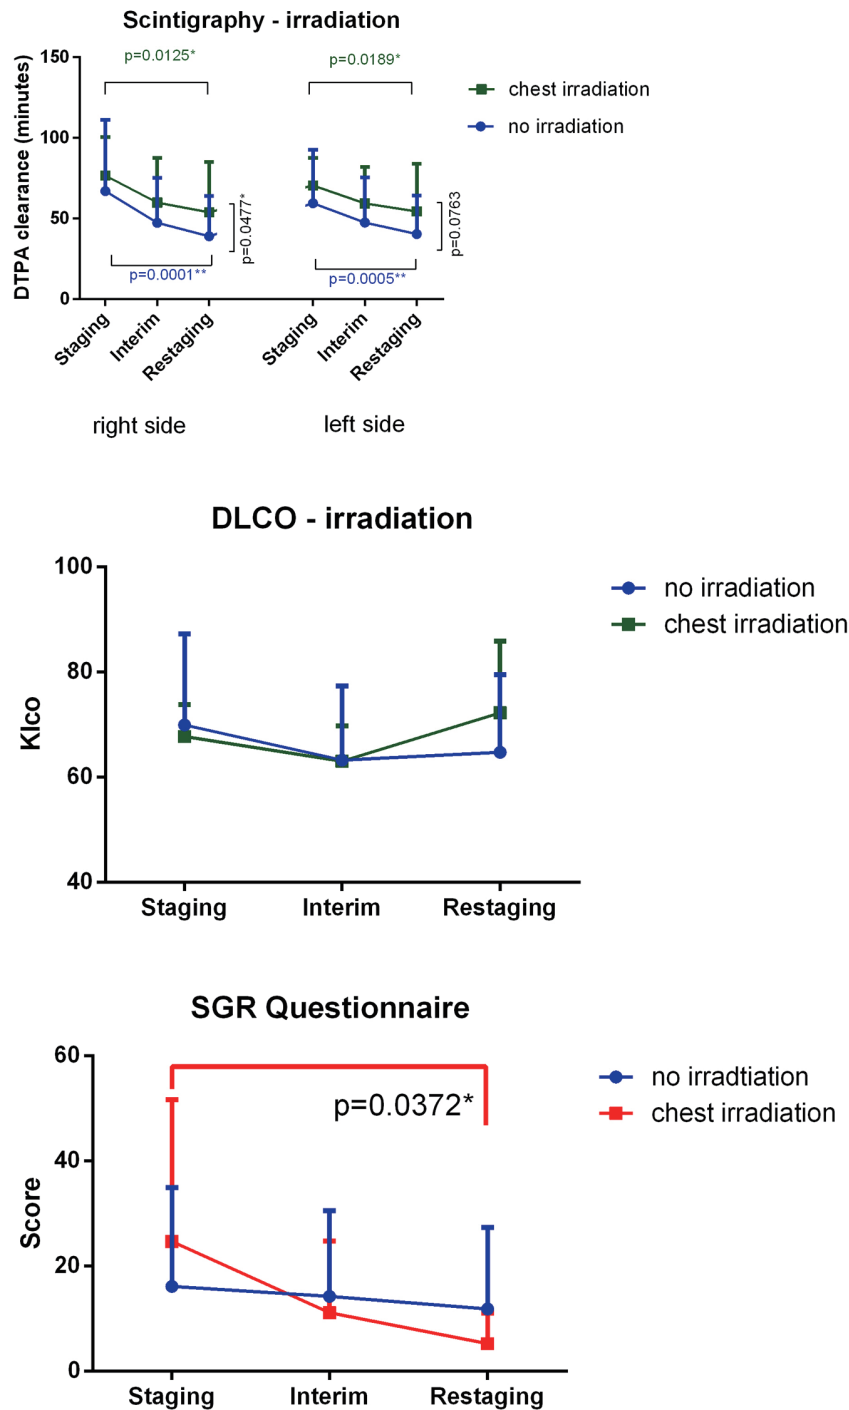 Scintigraphy - irradiation
DTPA clearance (minutes)
150
100
50
0
p=0.0125*
p=0.0189*
chest irradiation
no irradiation
p=0.0477*
p=0.0763
p=0.0001**
p=0.0005**
Staging
Interim
Restaging
Staging
Interim
Restaging
right side
left side
DLCO - irradiation
Klco
100
80
60
40
no irradiation
chest irradiation
Staging
Interim
Restaging
SGR Questionnaire
Score
60
40
20
0
p=0.0372*
no irradtiation
chest irradiation
Staging
Interim
Restaging